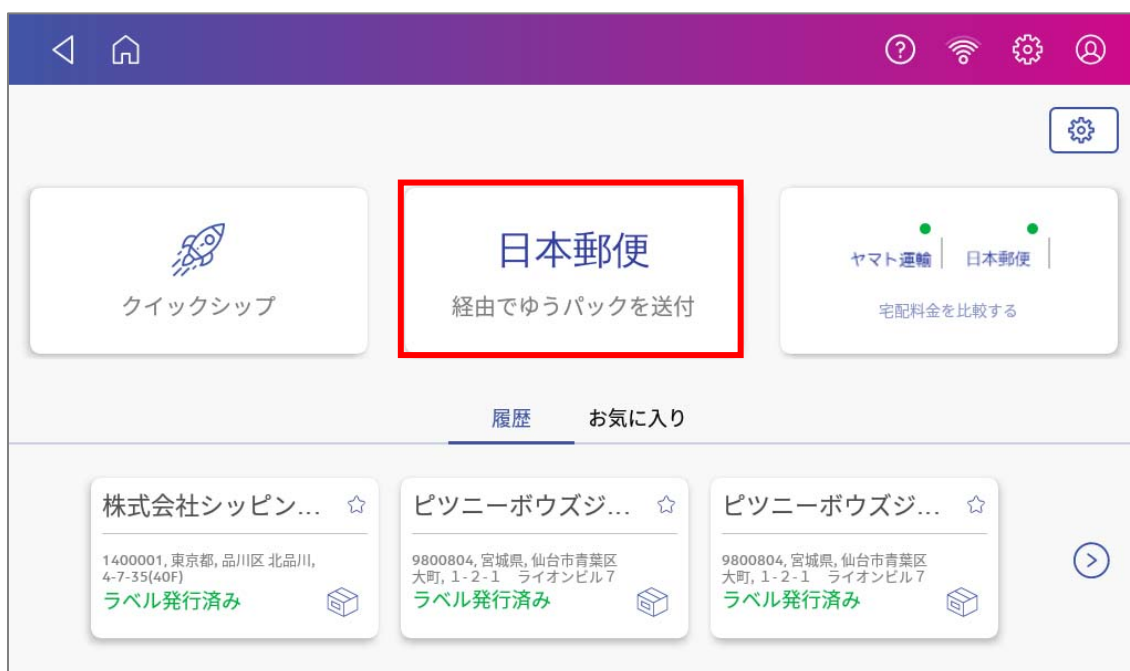 クイックシップ
日本郵便
経由でゆうパックを送付
ヤマト運輸
日本郵便
宅配料金を比較する
履歴
お気に入り
株式会社シッピン...
1400001, 東京都, 品川区 北品川,
4-7-35(40F)
ラベル発行済み
ピツニーボウズジ...
9800804, 宮城県, 仙台市青葉区
大町, 1-2-1 ライオンビル7
ラベル発行済み
ピツニーボウズジ...
9800804, 宮城県, 仙台市青葉区
大町, 1-2-1 ライオンビル7
ラベル発行済み